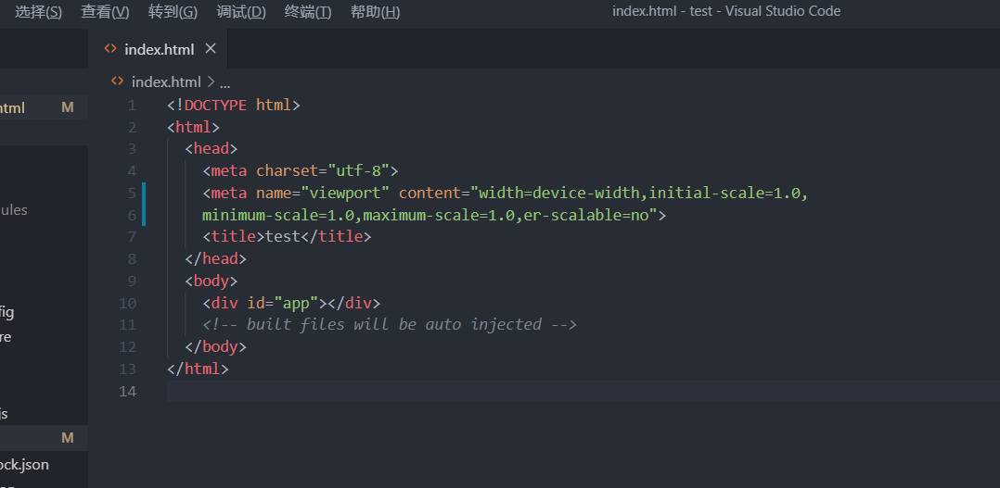 选择(S) 查看(V) 转到(G) 调试(D) 终端(T) 帮助(H) index.html - test - Visual Studio Code
<> index.html ×
<> index.html > ...
html M
1 <!DOCTYPE html>
2 <html>
3 <head>
4 <meta charset="utf-8">
5 <meta name="viewport" content="width=device-width,initial-scale=1.0,
6 minimum-scale=1.0,maximum-scale=1.0,er-scalable=no">
7 <title>test</title>
8 </head>
9 <body>
10 <div id="app"></div>
11 <!-- built files will be auto injected -->
12 </body>
13 </html>
14
ules
fig
re
js
M
ock.json